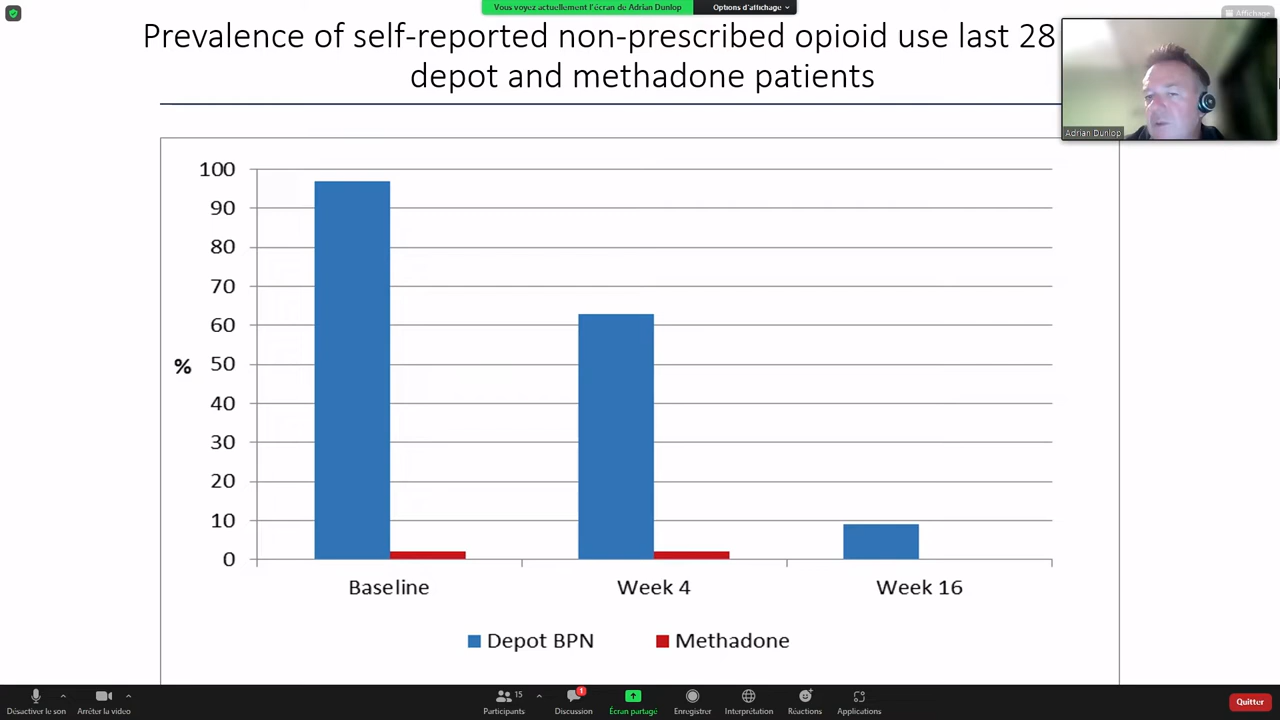 Vous voyez actuellement l'écran de Adrian Dunlop
Options d'affichage
Affichage
Prevalence of self-reported non-prescribed opioid use last 28
depot and methadone patients
Adrian Dunlop
100
90
80
70
60
%
50
40
30
20
10
0
Baseline
Week 4
Week 16
Depot BPN
Methadone
15
1
Désactiver le son
Arrêter la video
Participants
Discussion
Écran partagé
Enregistrer
Interprétation
Réactions
Applications
Quitter